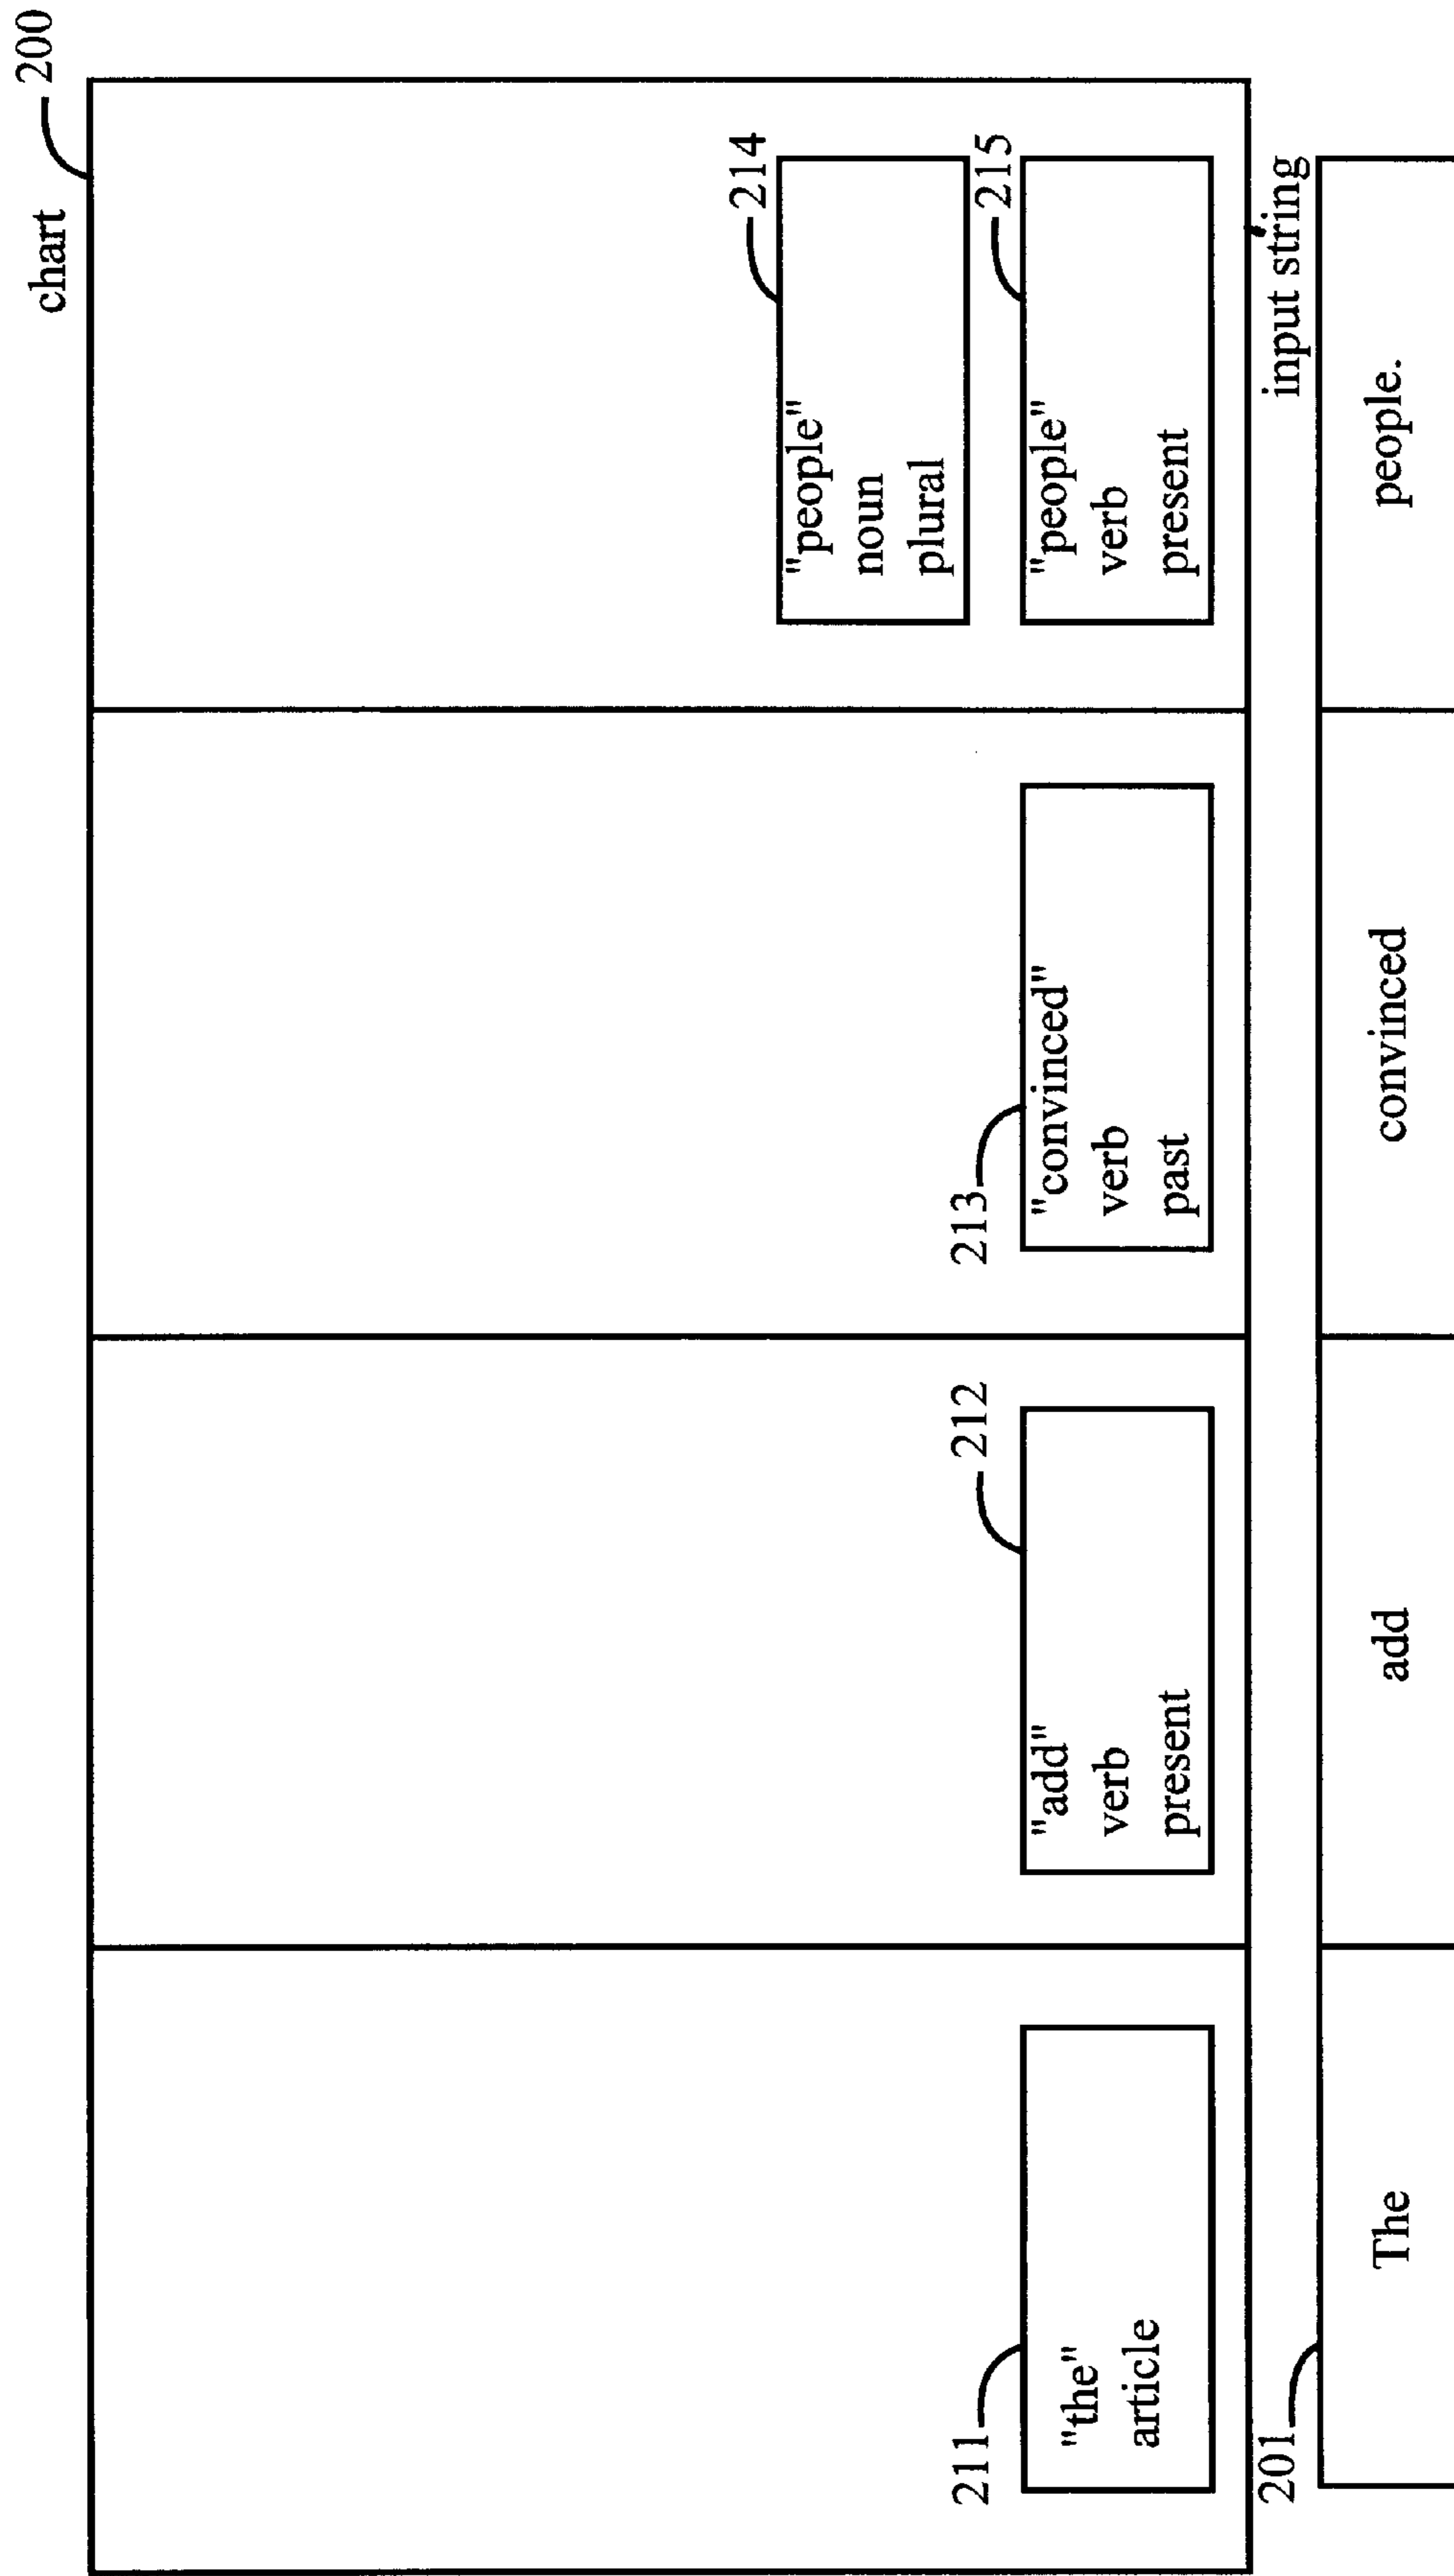 chart
200
214
"people"
noun
plural
213
"convinced"
verb
past
212
"add"
verb
present
211
"the"
article
215
"people"
verb
present
input string
201
The
add
convinced
people.